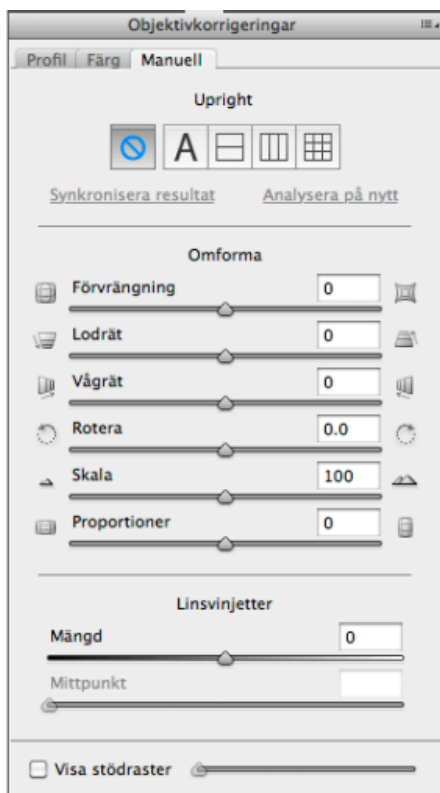 Objektivkorrigeringar
Profil Färg Manuell
Upright
A
Synkronisera resultat Analysera på nytt
Omforma
Förvrängning 0
Lodrät 0
Vågrät 0
Rotera 0.0
Skala 100
Proportioner 0
Linsvinjetter
Mängd 0
Mittpunkt
Visa stödraster